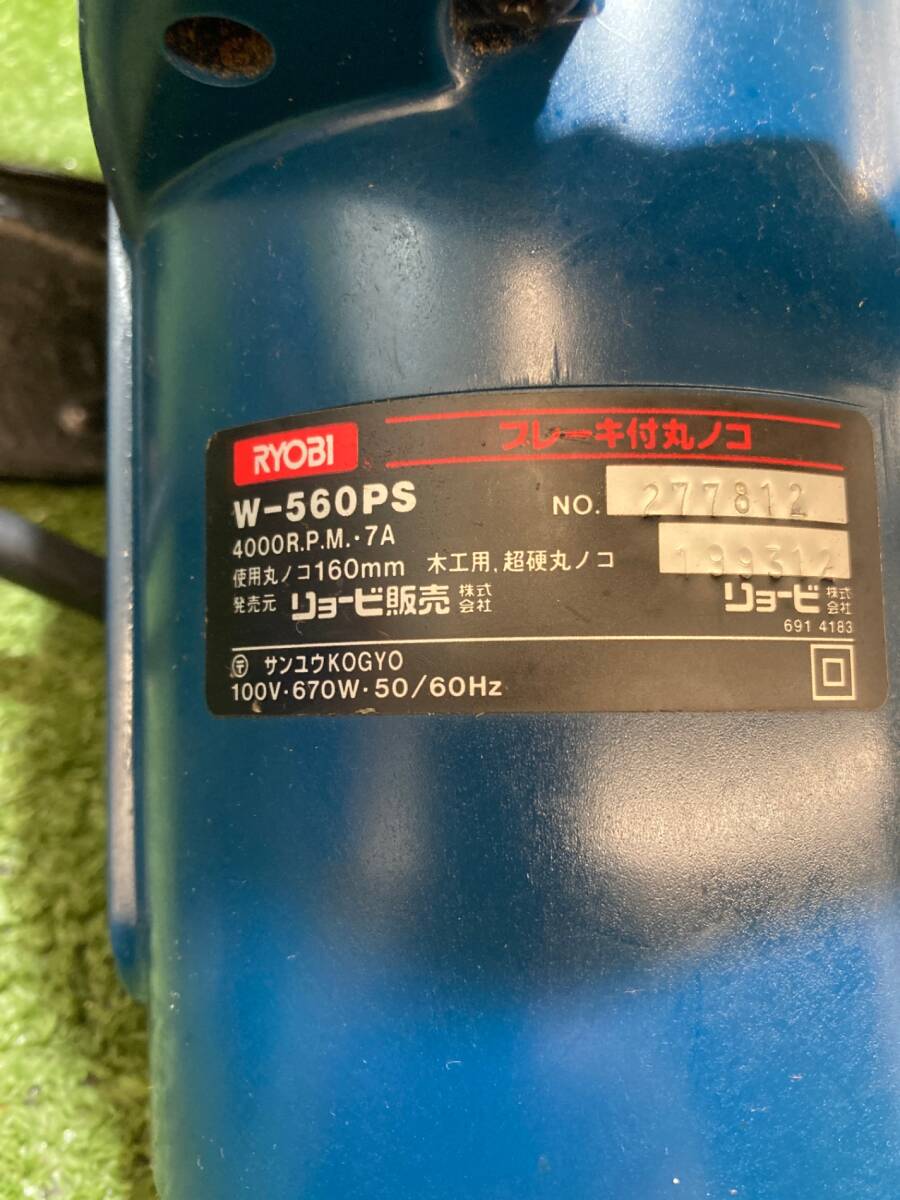 RYOBI ブレーキ付丸ノコ
W-560PS NO. 277812
4000R.P.M.・7A
使用丸ノコ160mm 木工用,超硬丸ノコ 199312
発売元 リョービ販売 株式会社 リョービ 株式会社
691 4183
〒 サンユウKOGYO
100V・670W・50/60Hz